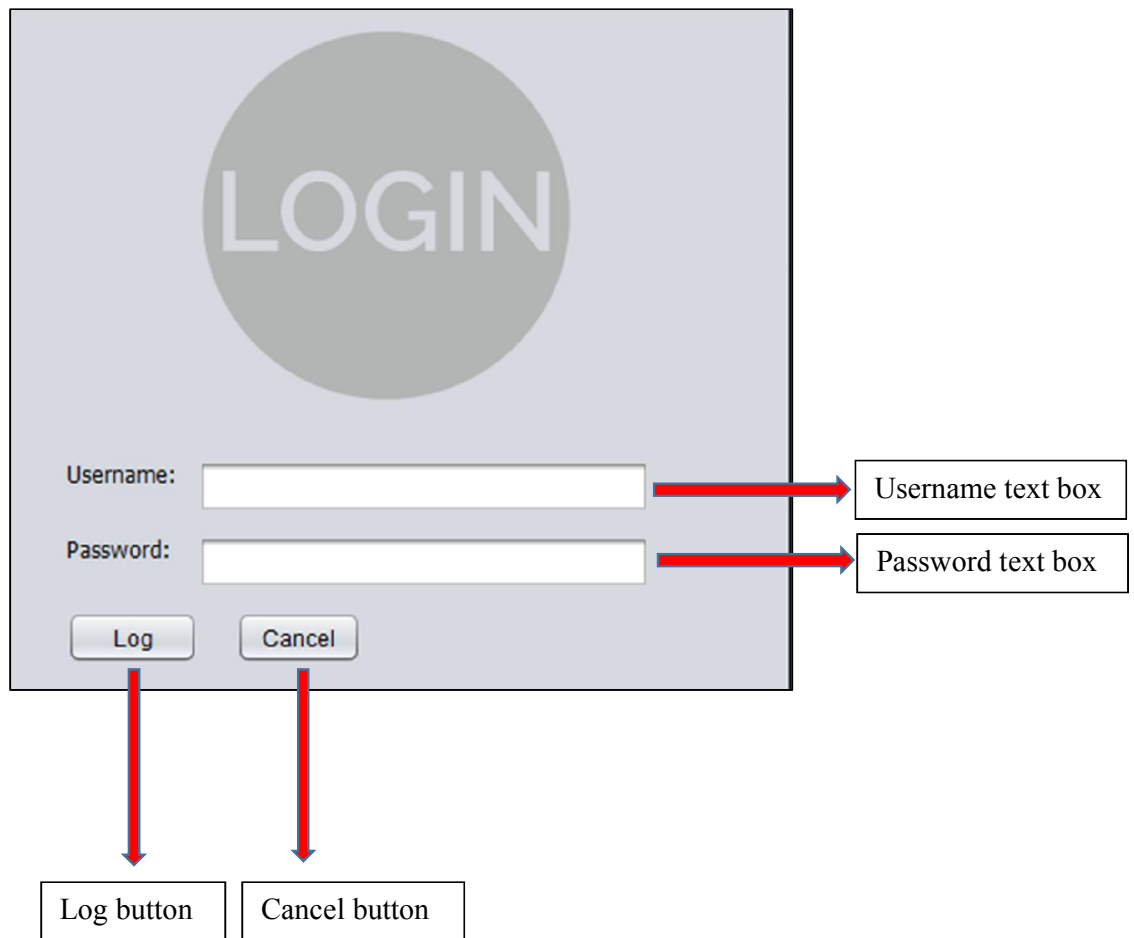 LOGIN
Username:
Username text box
Password:
Password text box
Log
Cancel
Log button
Cancel button